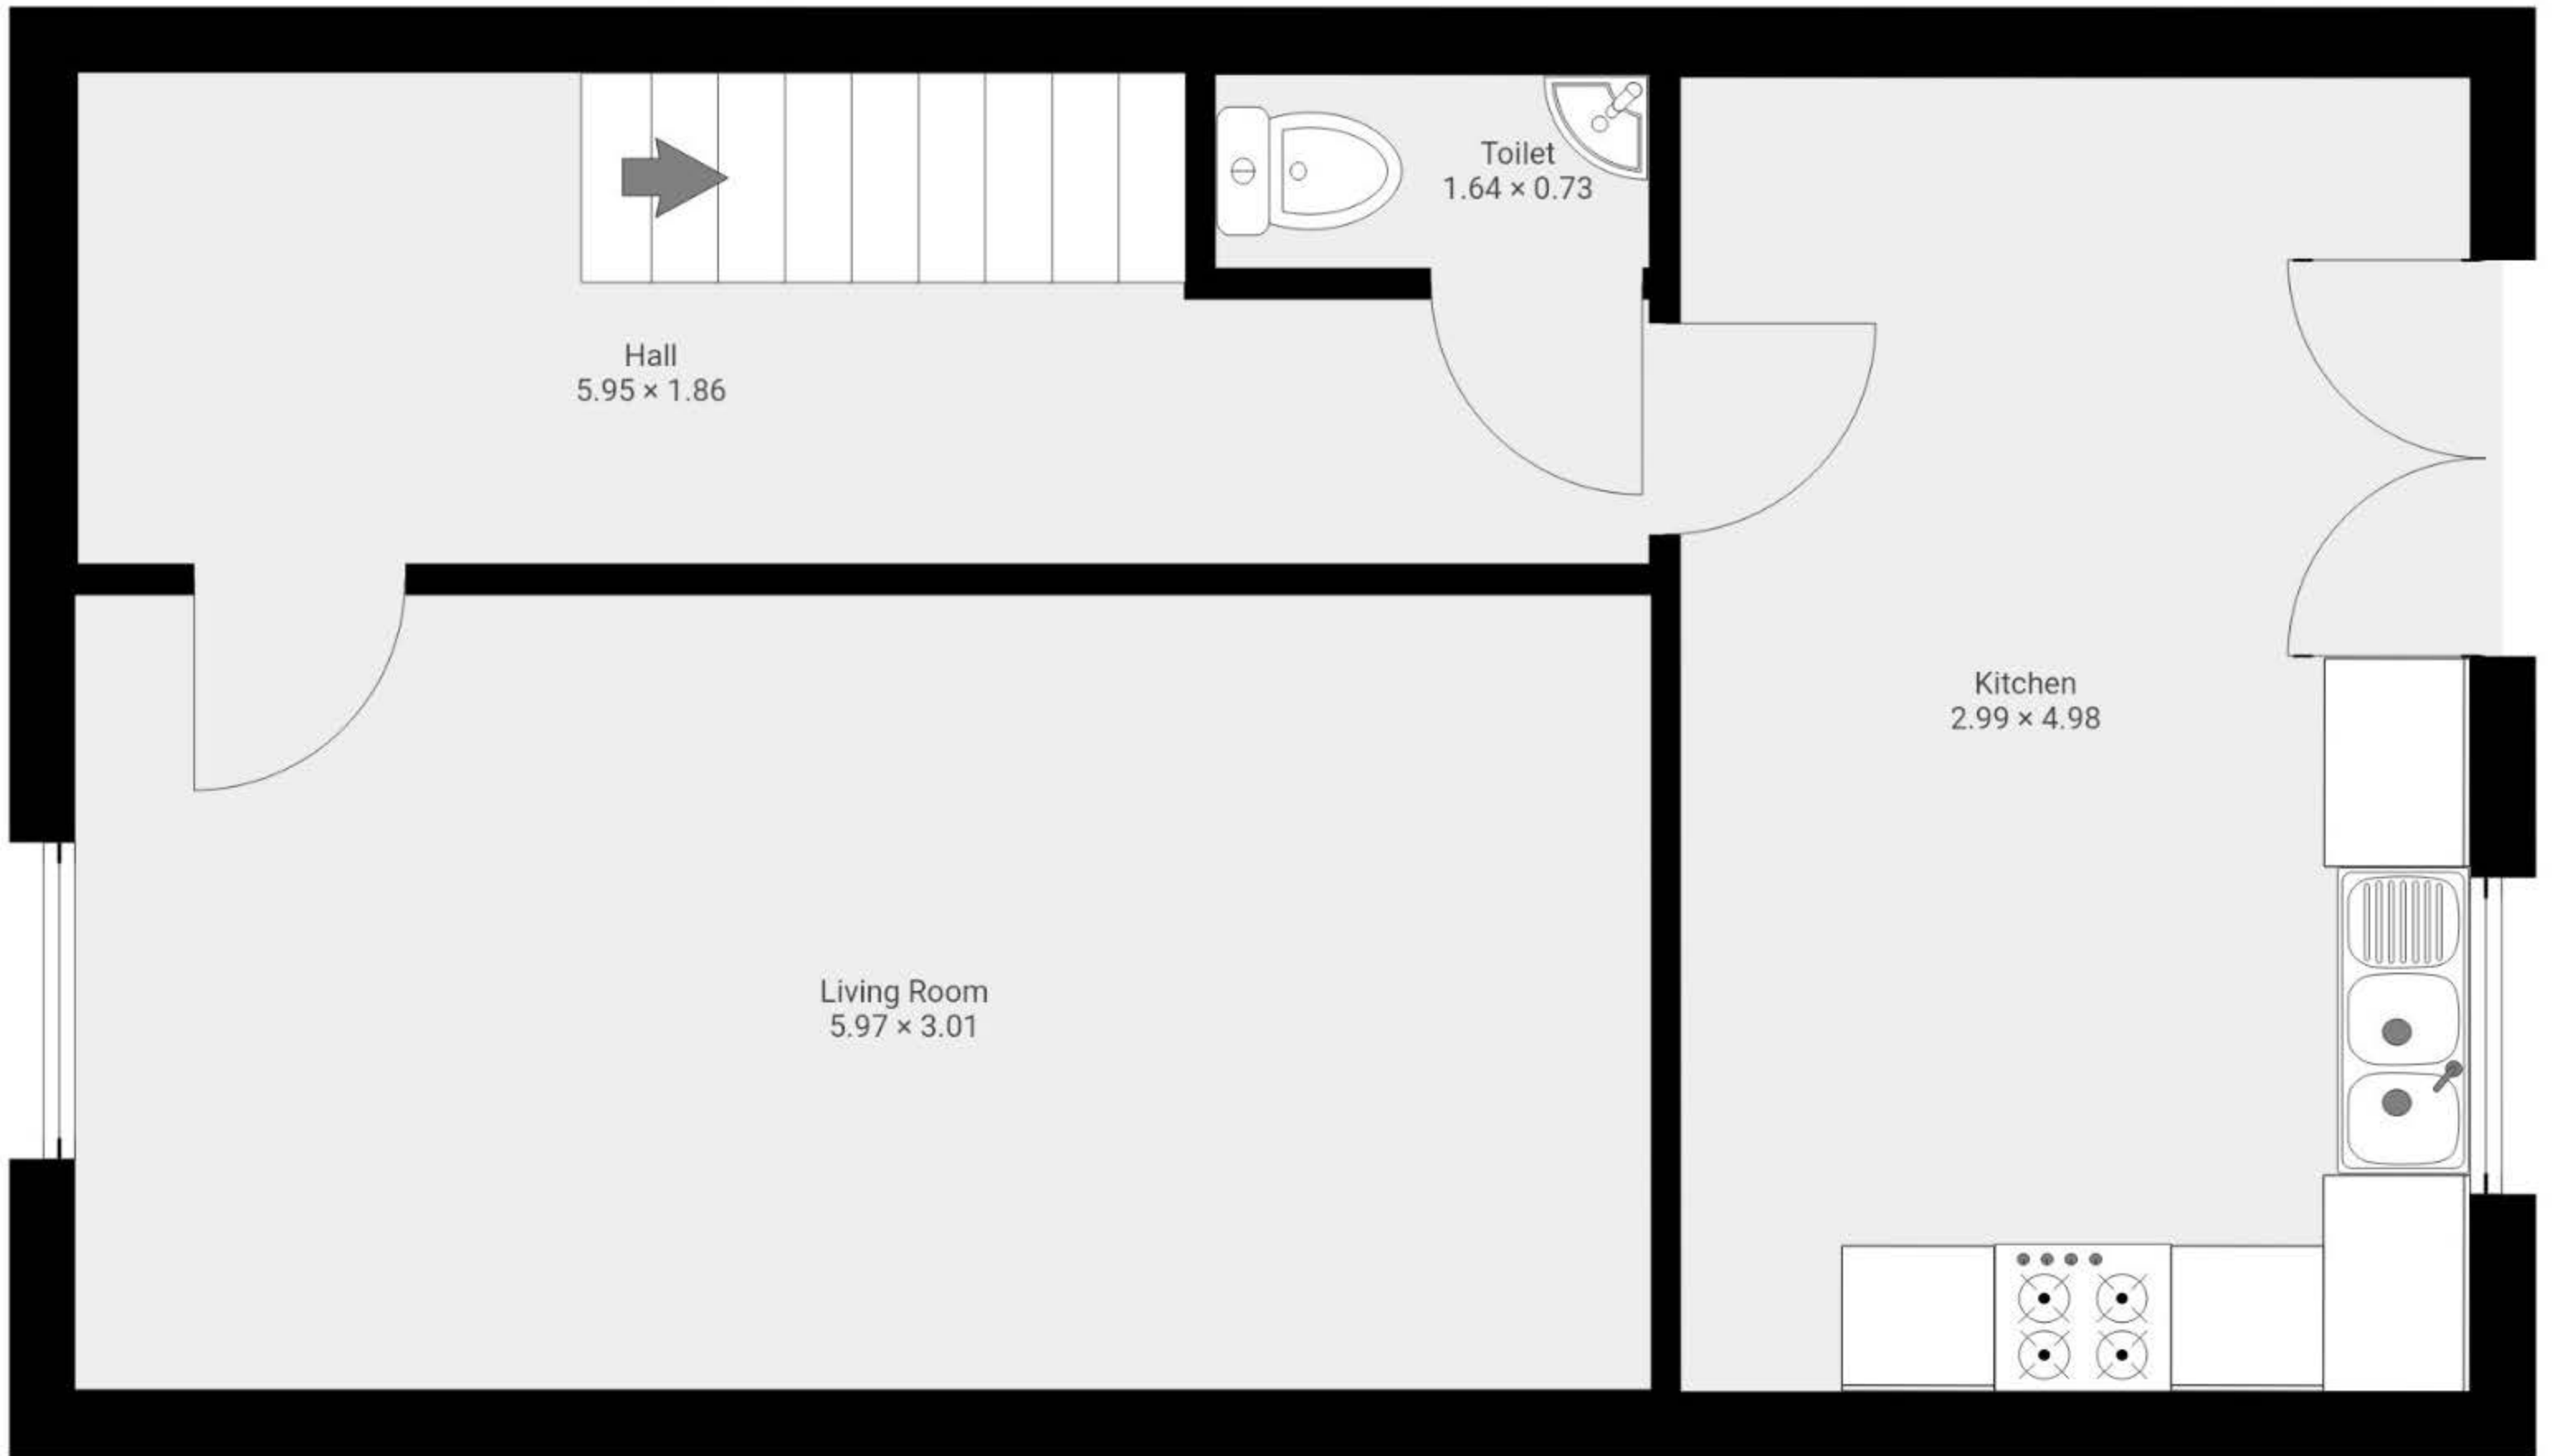 Toilet
1.64 × 0.73
Hall
5.95 × 1.86
Kitchen
2.99 × 4.98
Living Room
5.97 × 3.01